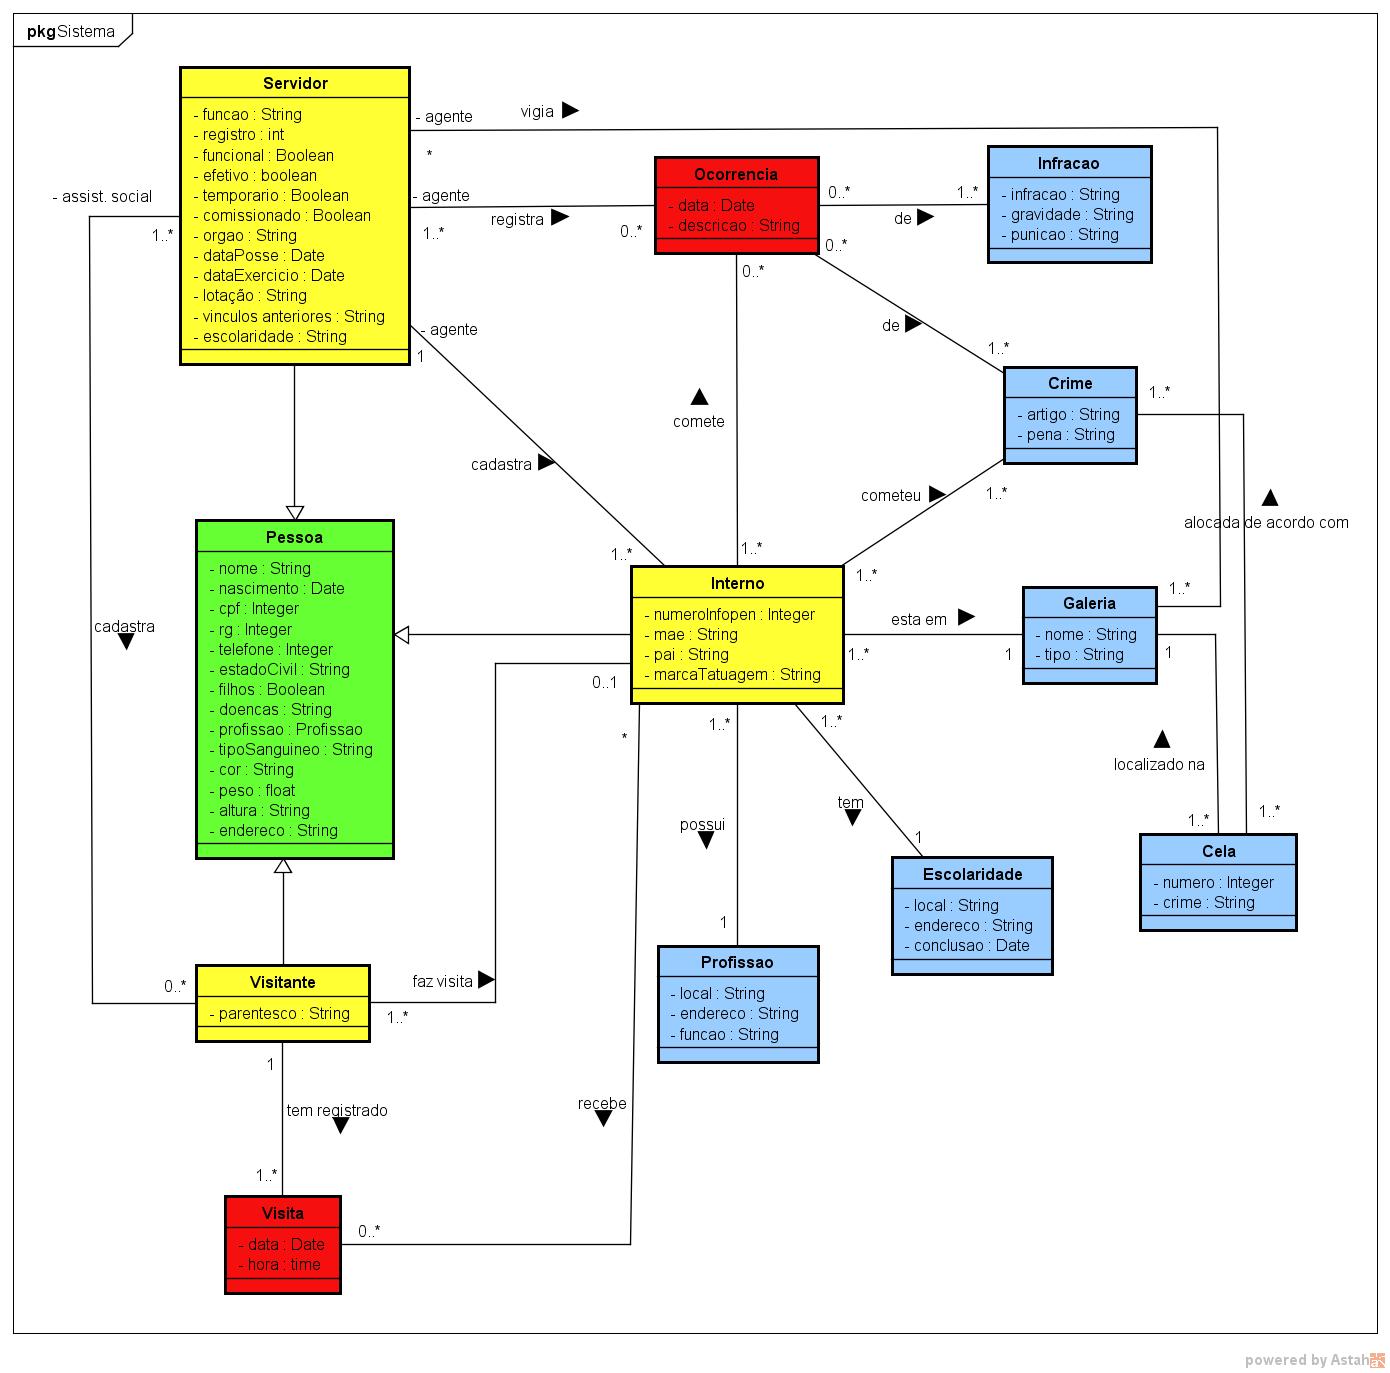 pkg Sistema
Servidor
- funcao : String
- registro : int
- funcional : Boolean
- efetivo : boolean
- temporario : Boolean
- comissionado : Boolean
- orgao : String
- dataPosse : Date
- dataExercicio : Date
- lotação : String
- vinculos anteriores : String
- escolaridade : String
- agente
vigia
*
- agente
registra
1..*
0..*
- assist. social
1..*
Ocorrencia
- data : Date
- descricao : String
0..*
1..*
de
0..*
Infracao
- infracao : String
- gravidade : String
- punicao : String
0..*
de
1..*
- agente
1
Crime
- artigo : String
- pena : String
1..*
comete
cadastra
cometeu
1..*
alocada de acordo com
1..*
1..*
1..*
Pessoa
- nome : String
- nascimento : Date
- cpf : Integer
- rg : Integer
- telefone : Integer
- estadoCivil : String
- filhos : Boolean
- doencas : String
- profissao : Profissao
- tipoSanguineo : String
- cor : String
- peso : float
- altura : String
- endereco : String
cadastra
Interno
- numeroInfopen : Integer
- mae : String
- pai : String
- marcaTatuagem : String
esta em
1..*
1
Galeria
- nome : String
- tipo : String
1..*
1
0..1
*
1..*
1..*
localizado na
tem
possui
1..*
1..*
1
Cela
- numero : Integer
- crime : String
Escolaridade
- local : String
- endereco : String
- conclusao : Date
1
Profissao
- local : String
- endereco : String
- funcao : String
Visitante
- parentesco : String
0..*
faz visita
1..*
1
tem registrado
recebe
1..*
Visita
- data : Date
- hora : time
0..*
powered by Astah